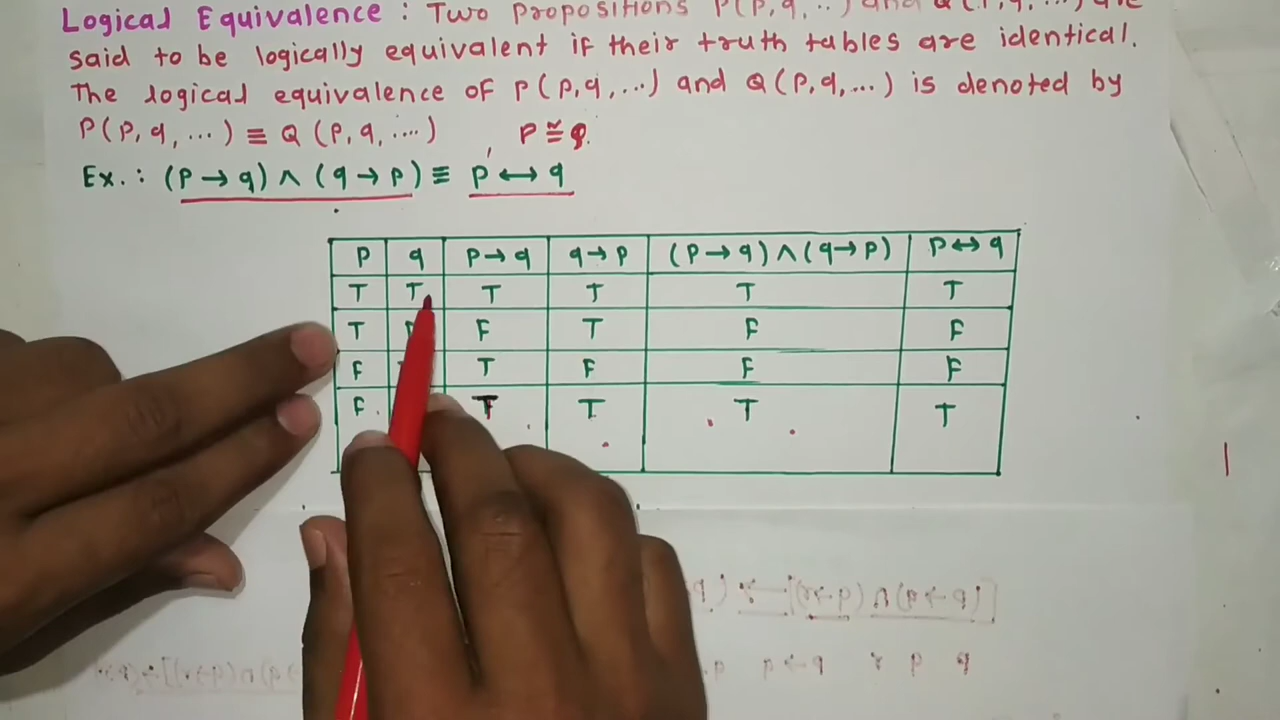 Logical Equivalence : Two Propositions P(p,q,..) and Q(
said to be logically equivalent if their truth tables are identical.
The logical equivalence of P(p,q,...) and Q(p,q,...) is denoted by
P(p,q,...) ≡ Q(p,q,....) , P ≅ Q.
Ex.: (p→q)∧(q→p) ≡ p↔q
p q p→q q→p (p→q)∧(q→p) p↔q
T T T T T T
T F T F F
F T F F F
F T T T T